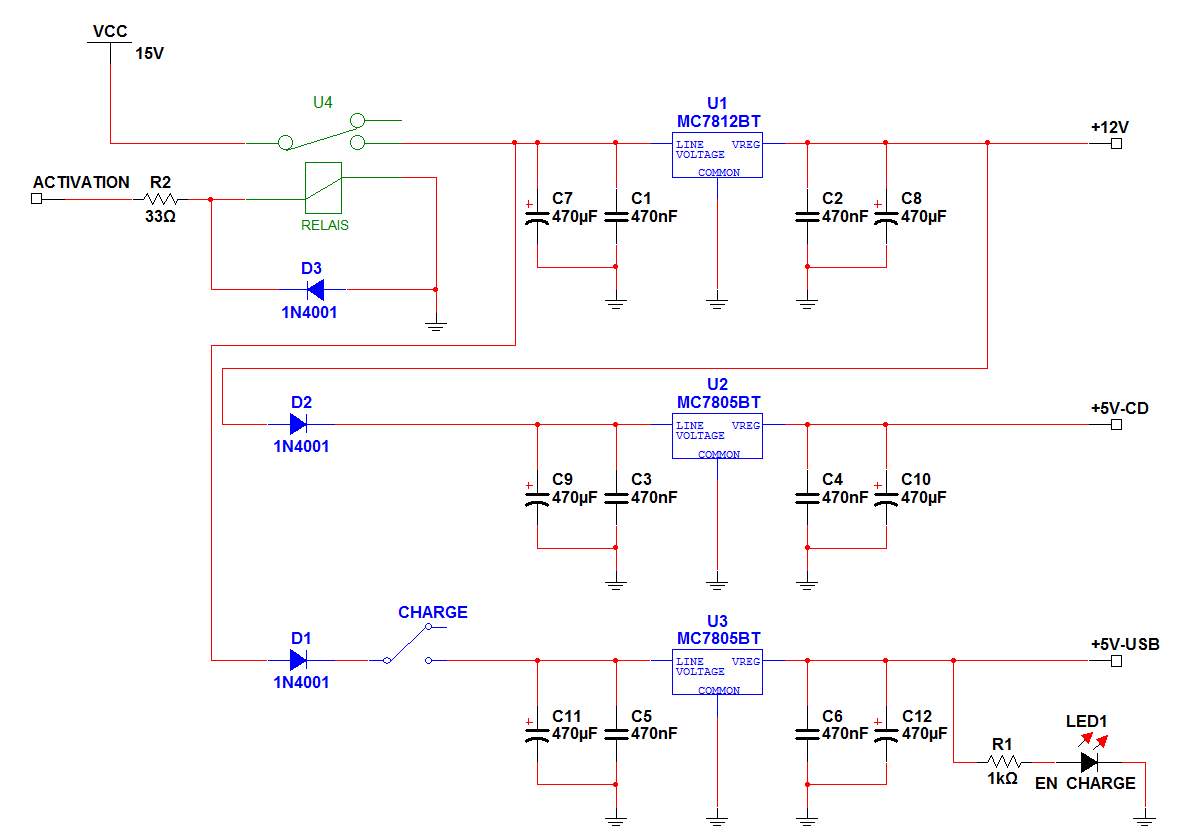 VCC
15V
U4
U1
MC7812BT
+12V
LINE VREG
VOLTAGE
COMMON
ACTIVATION R2
33Ω
RELAIS
C7
470µF
C1
470nF
C2
470nF
C8
470µF
+
+
D3
1N4001
U2
MC7805BT
+5V-CD
D2
1N4001
LINE VREG
VOLTAGE
COMMON
C9
470µF
C3
470nF
C4
470nF
C10
470µF
+
+
CHARGE
U3
MC7805BT
+5V-USB
D1
1N4001
LINE VREG
VOLTAGE
COMMON
C11
470µF
C5
470nF
C6
470nF
C12
470µF
+
+
LED1
R1
1kΩ
EN CHARGE